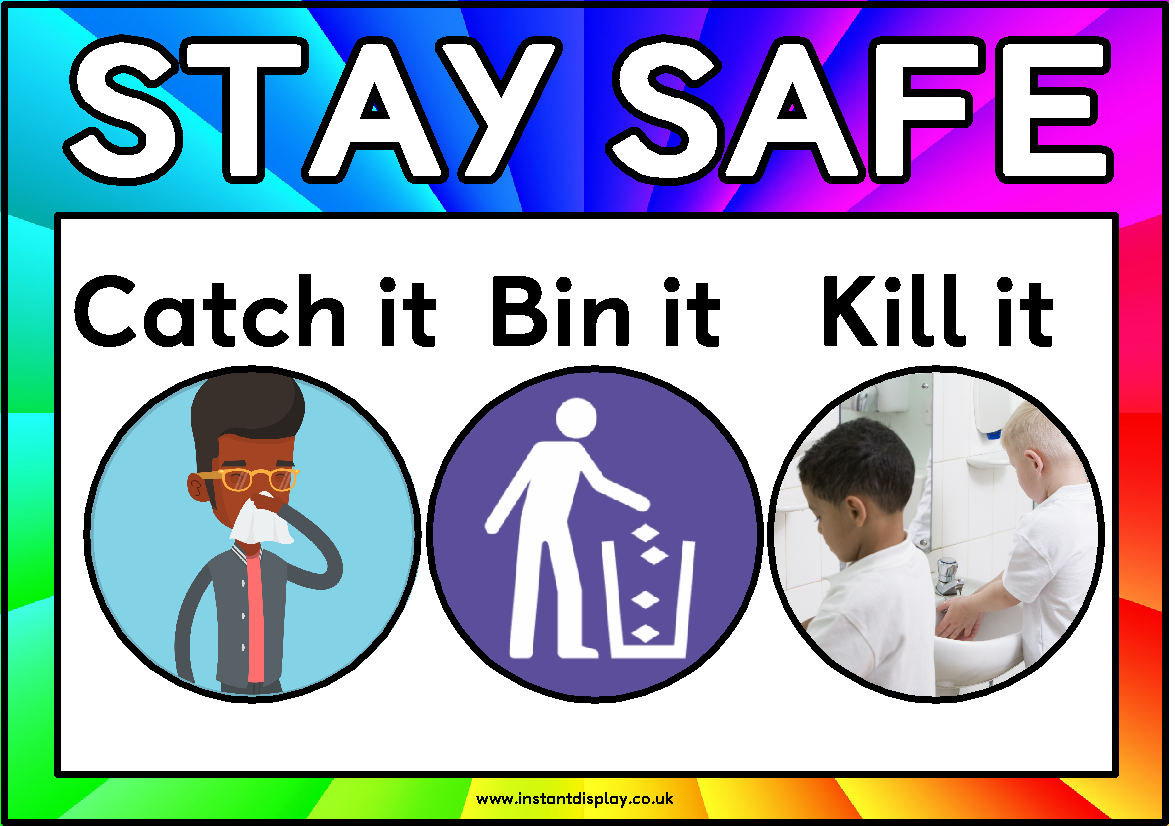 STAY SAFE
Catch it Bin it Kill it
www.instantdisplay.co.uk